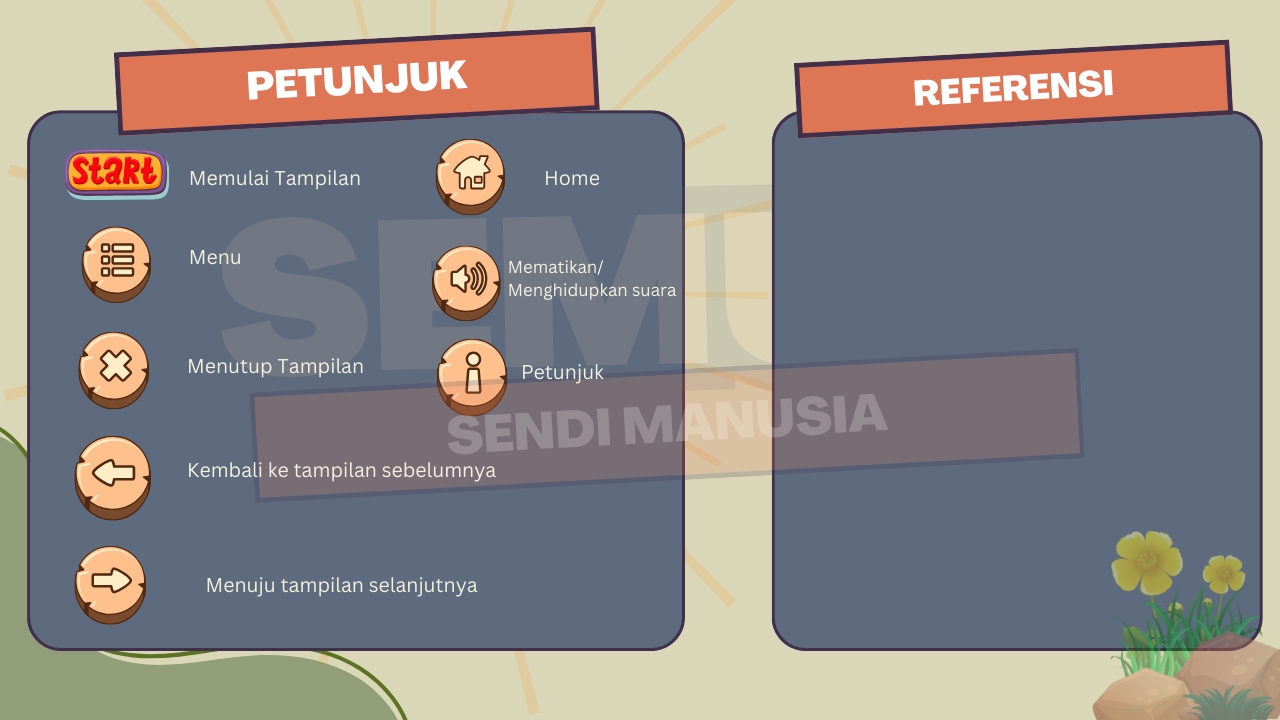 PETUNJUK
Start
Memulai Tampilan
Menu
Menutup Tampilan
Kembali ke tampilan sebelumnya
Menuju tampilan selanjutnya
Home
Mematikan/
Menghidupkan suara
Petunjuk
REFERENSI
SEMU
SENDI MANUSIA